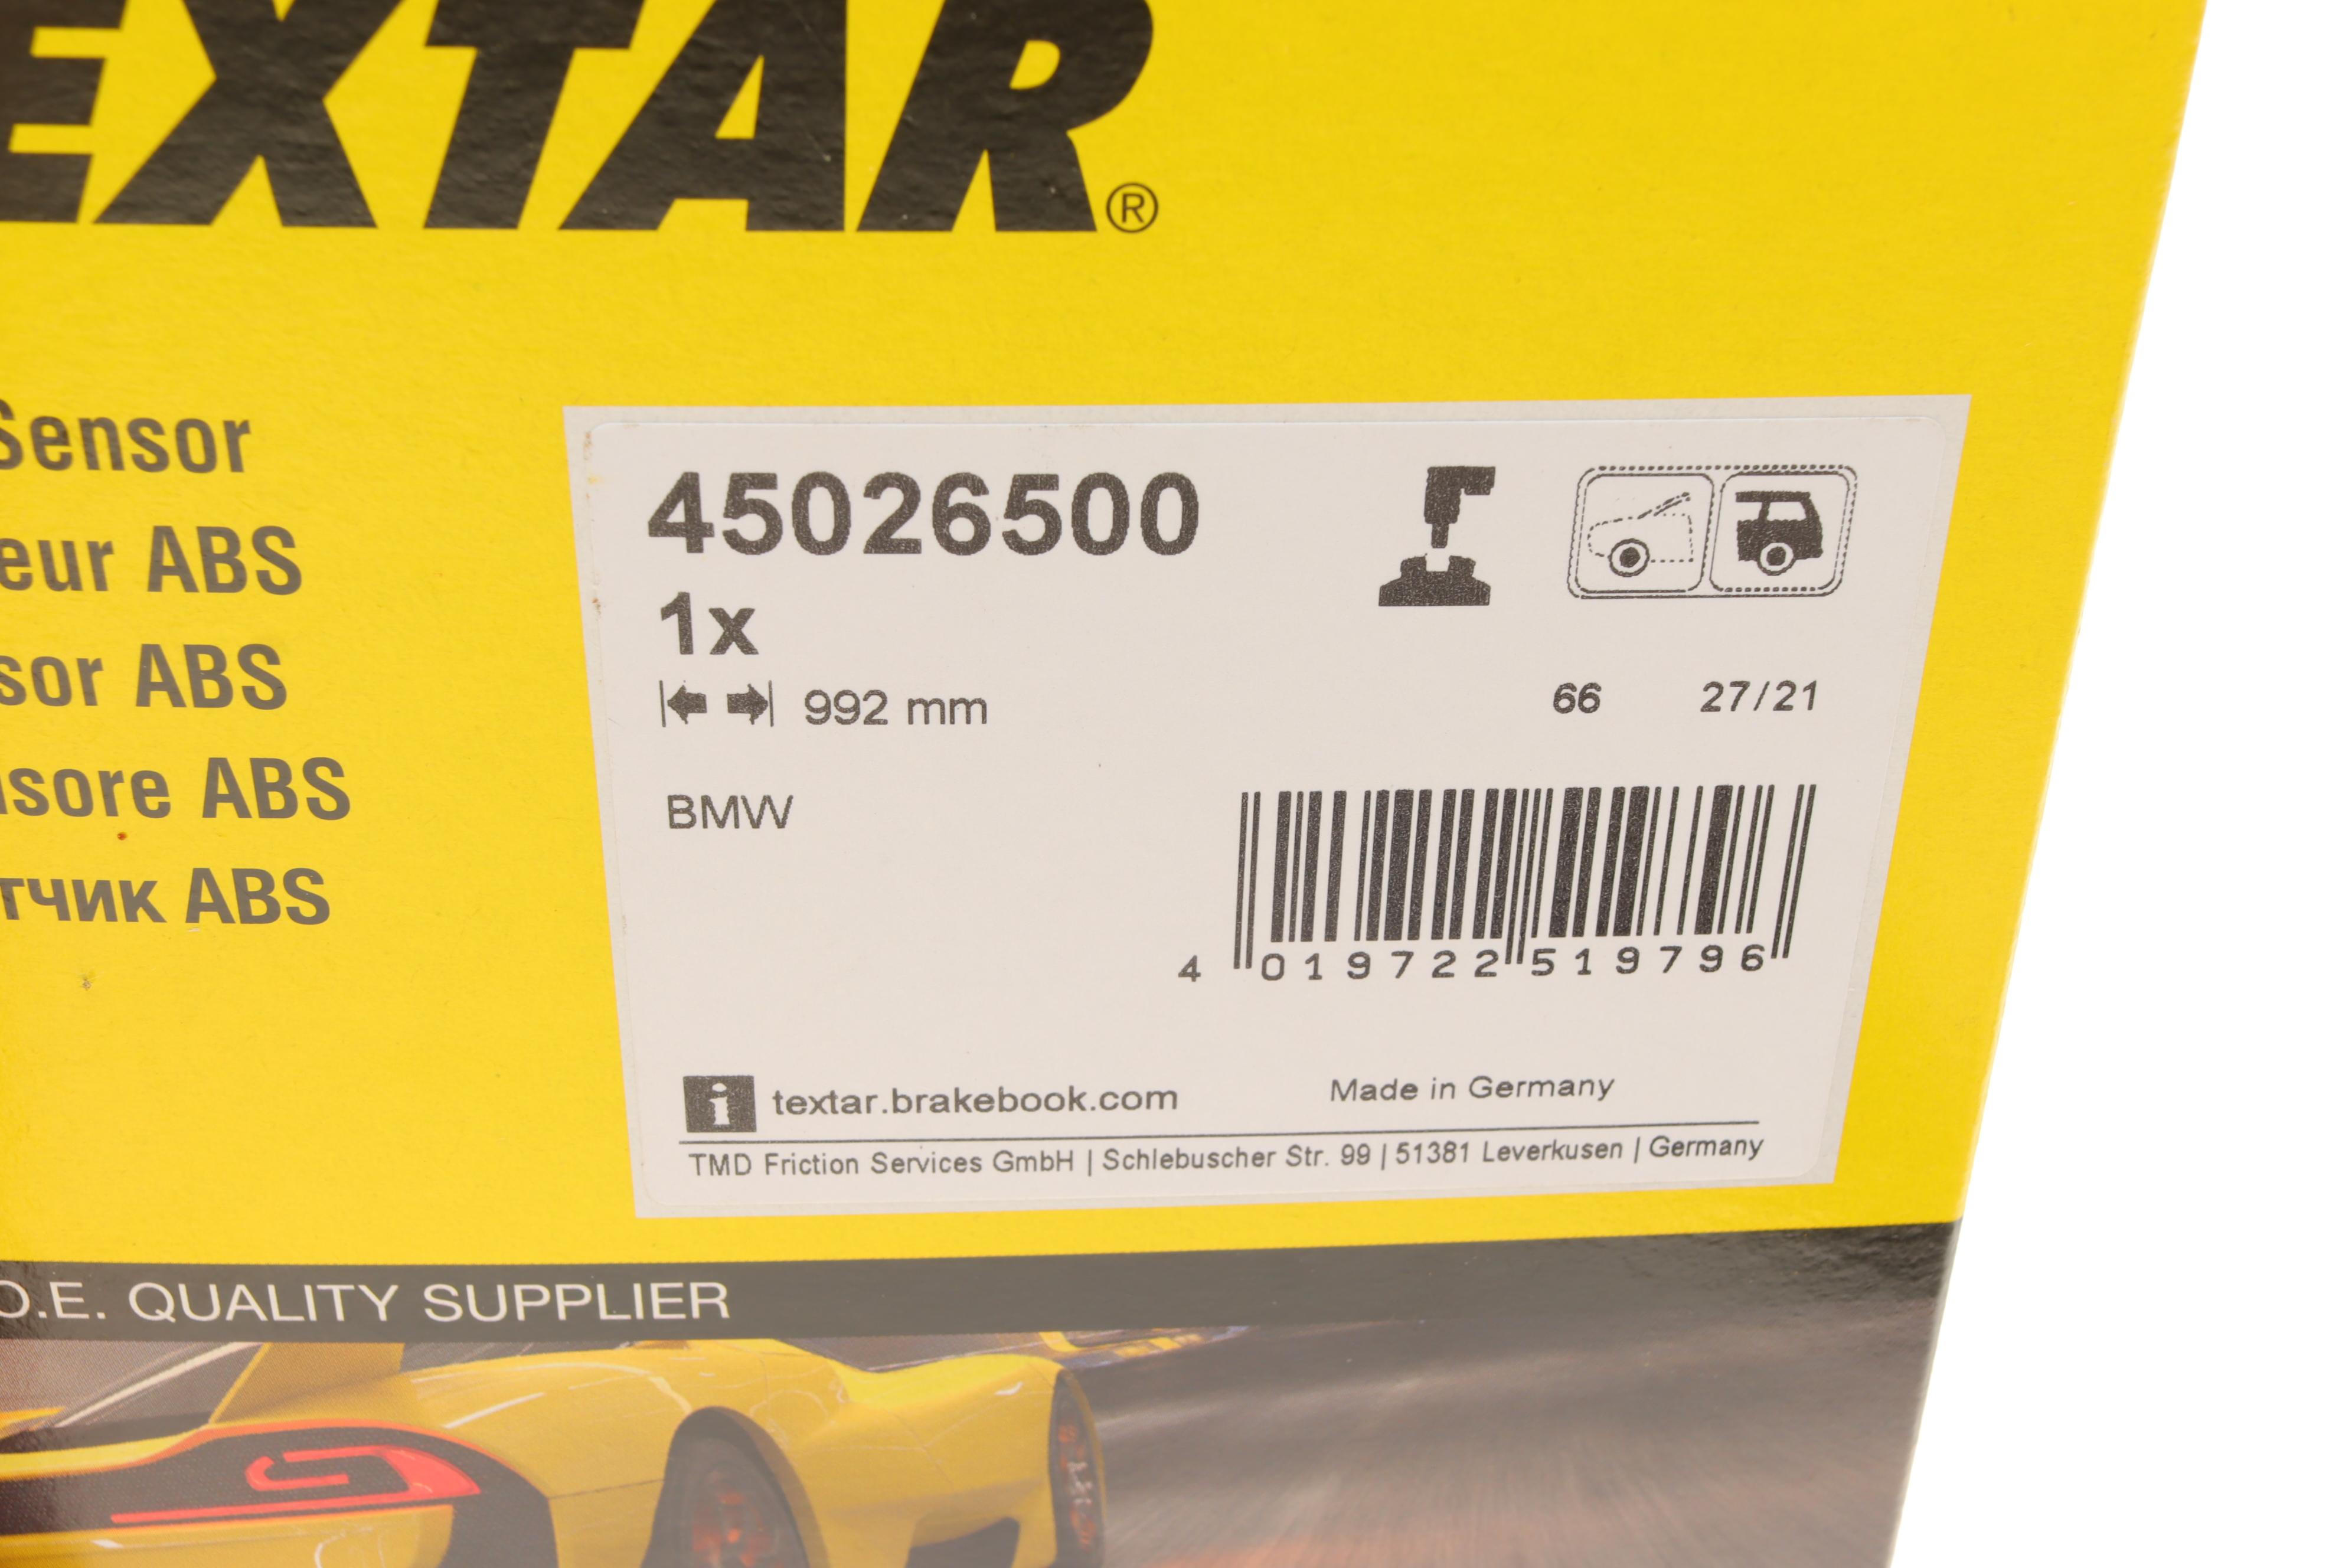 EXTAR®
Sensor
eur ABS
sor ABS
nsore ABS
тчик ABS
45026500
1x
992 mm
66 27/21
BMW
4 019722 519796
i textar.brakebook.com Made in Germany
TMD Friction Services GmbH | Schlebuscher Str. 99 | 51381 Leverkusen | Germany
O.E. QUALITY SUPPLIER